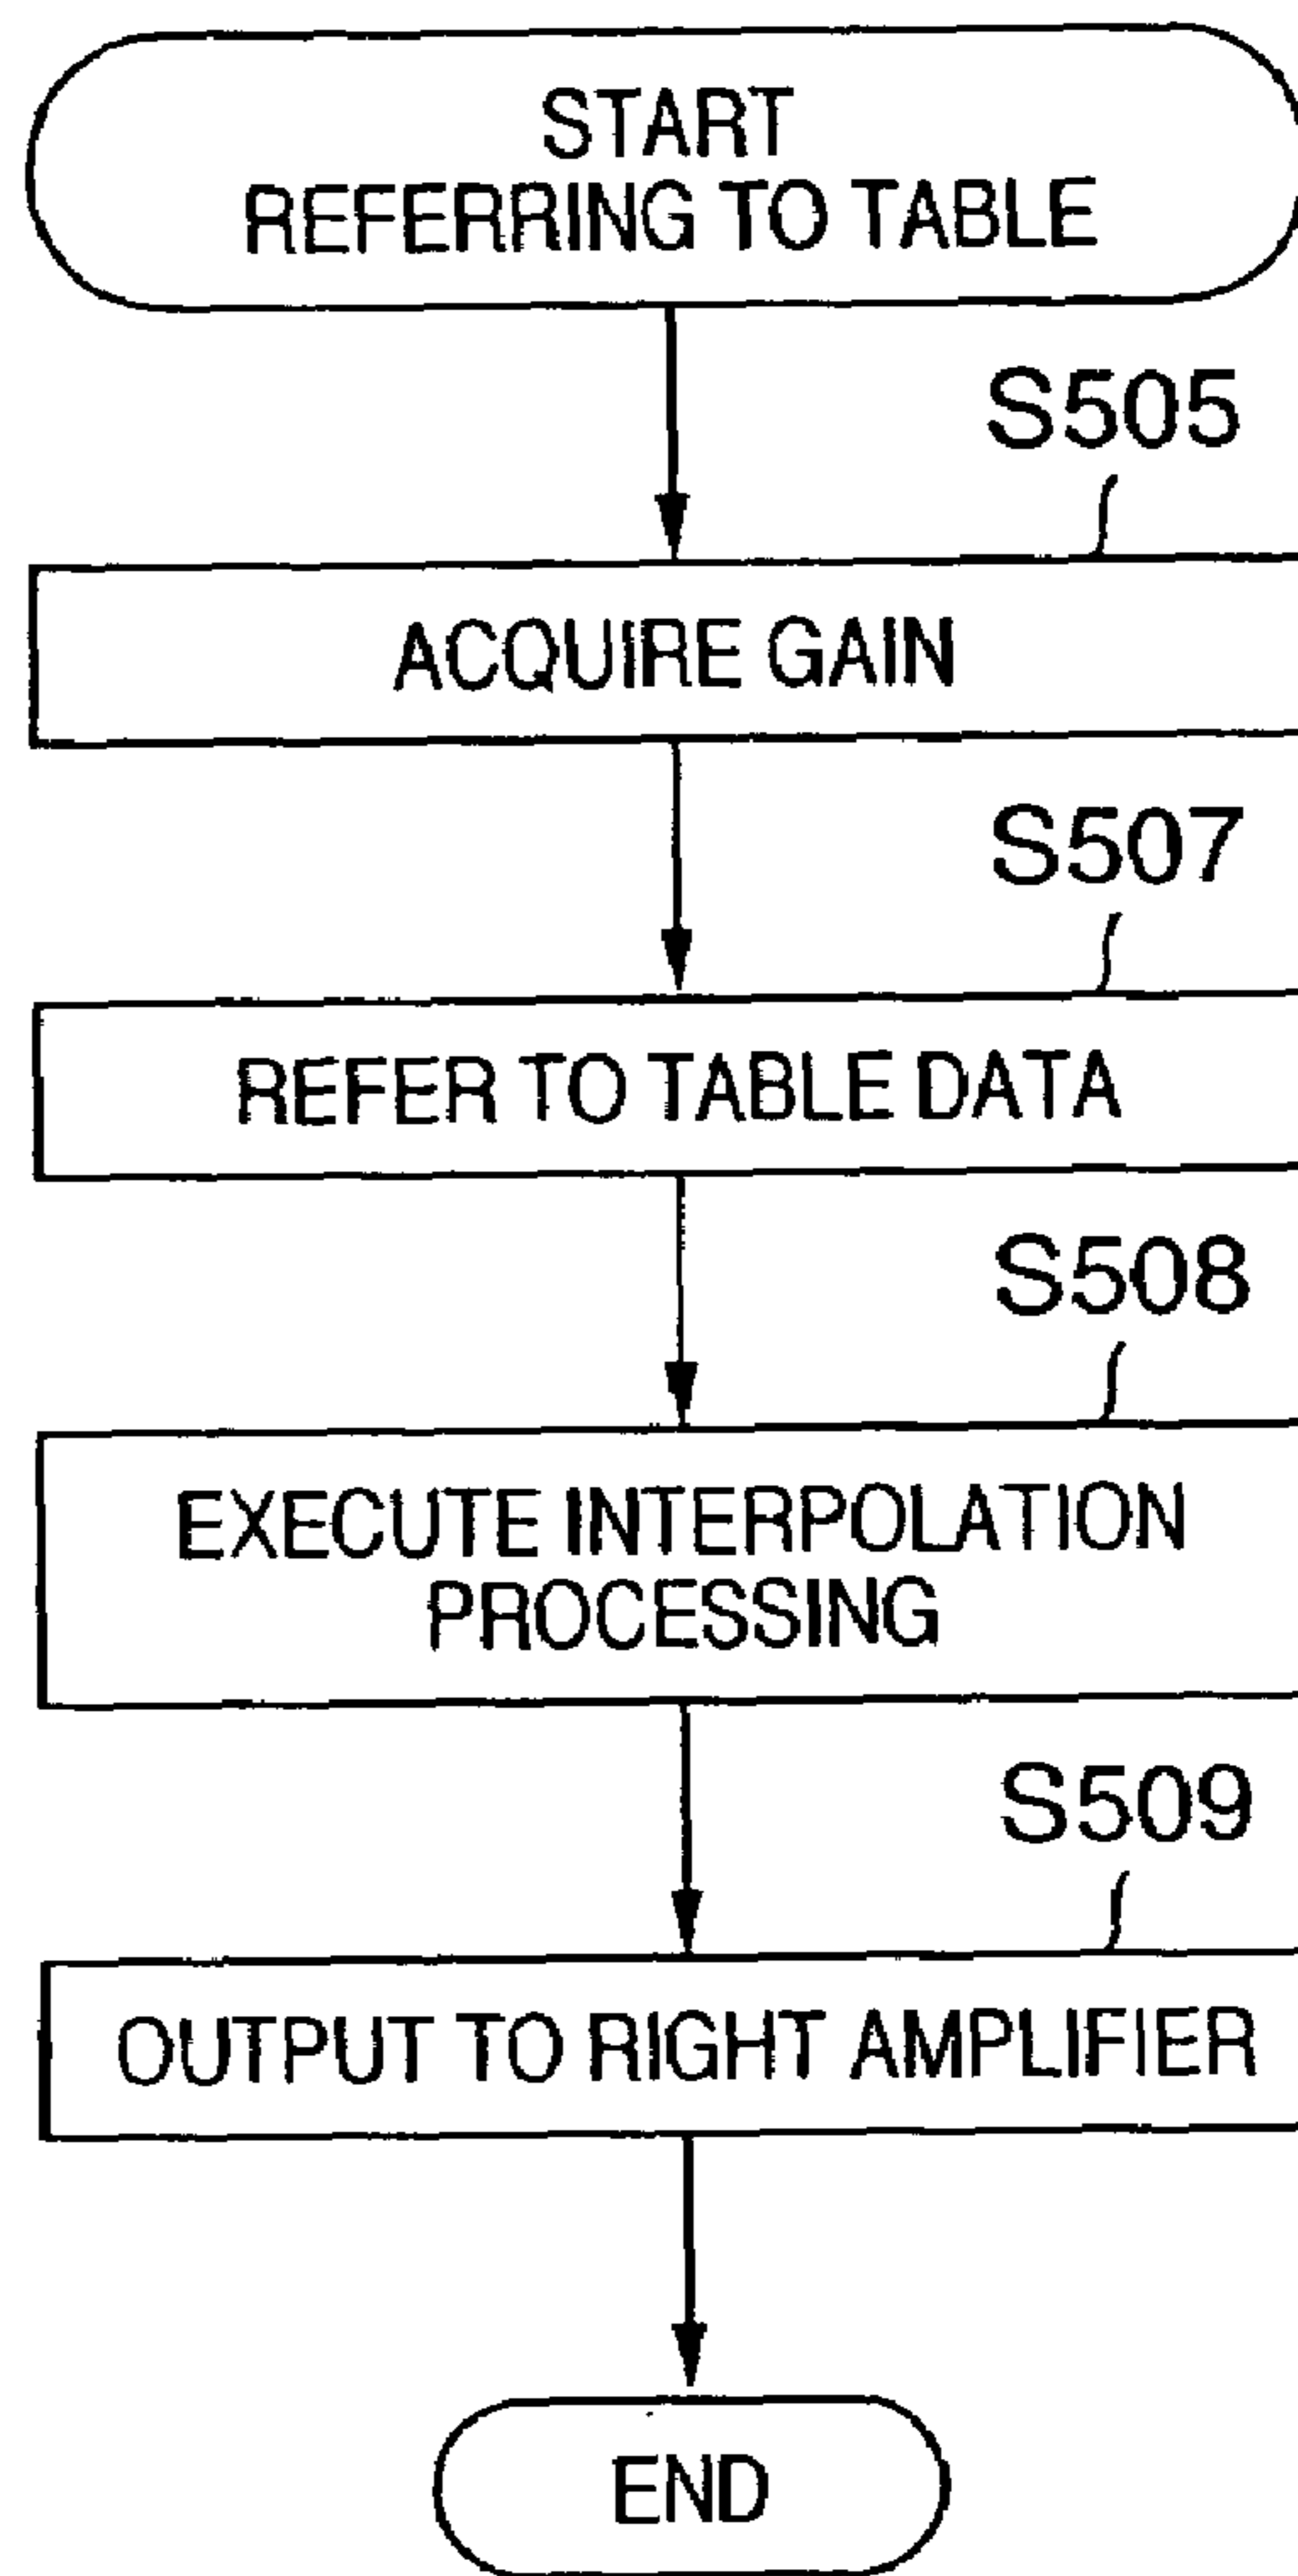 START
REFERRING TO TABLE
S505
ACQUIRE GAIN
S507
REFER TO TABLE DATA
S508
EXECUTE INTERPOLATION
PROCESSING
S509
OUTPUT TO RIGHT AMPLIFIER
END